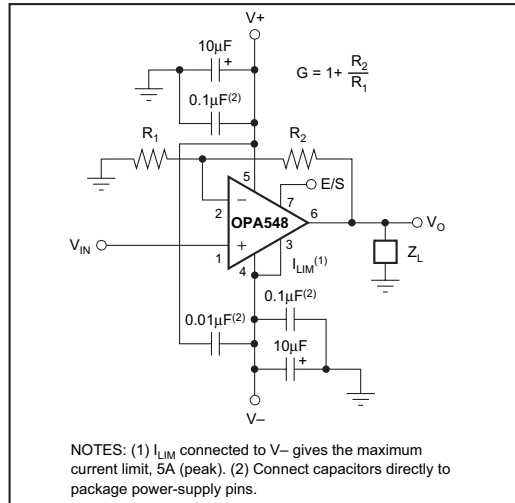 V+
10μF
+
G = 1+ R2
R1
0.1μF(2)
R1
R2
5
E/S
7
–
2
OPA548
6
VO
VIN
+
1
3
4
ILIM(1)
ZL
0.1μF(2)
0.01μF(2)
10μF
+
V–
NOTES: (1) ILIM connected to V– gives the maximum
current limit, 5A (peak). (2) Connect capacitors directly to
package power-supply pins.